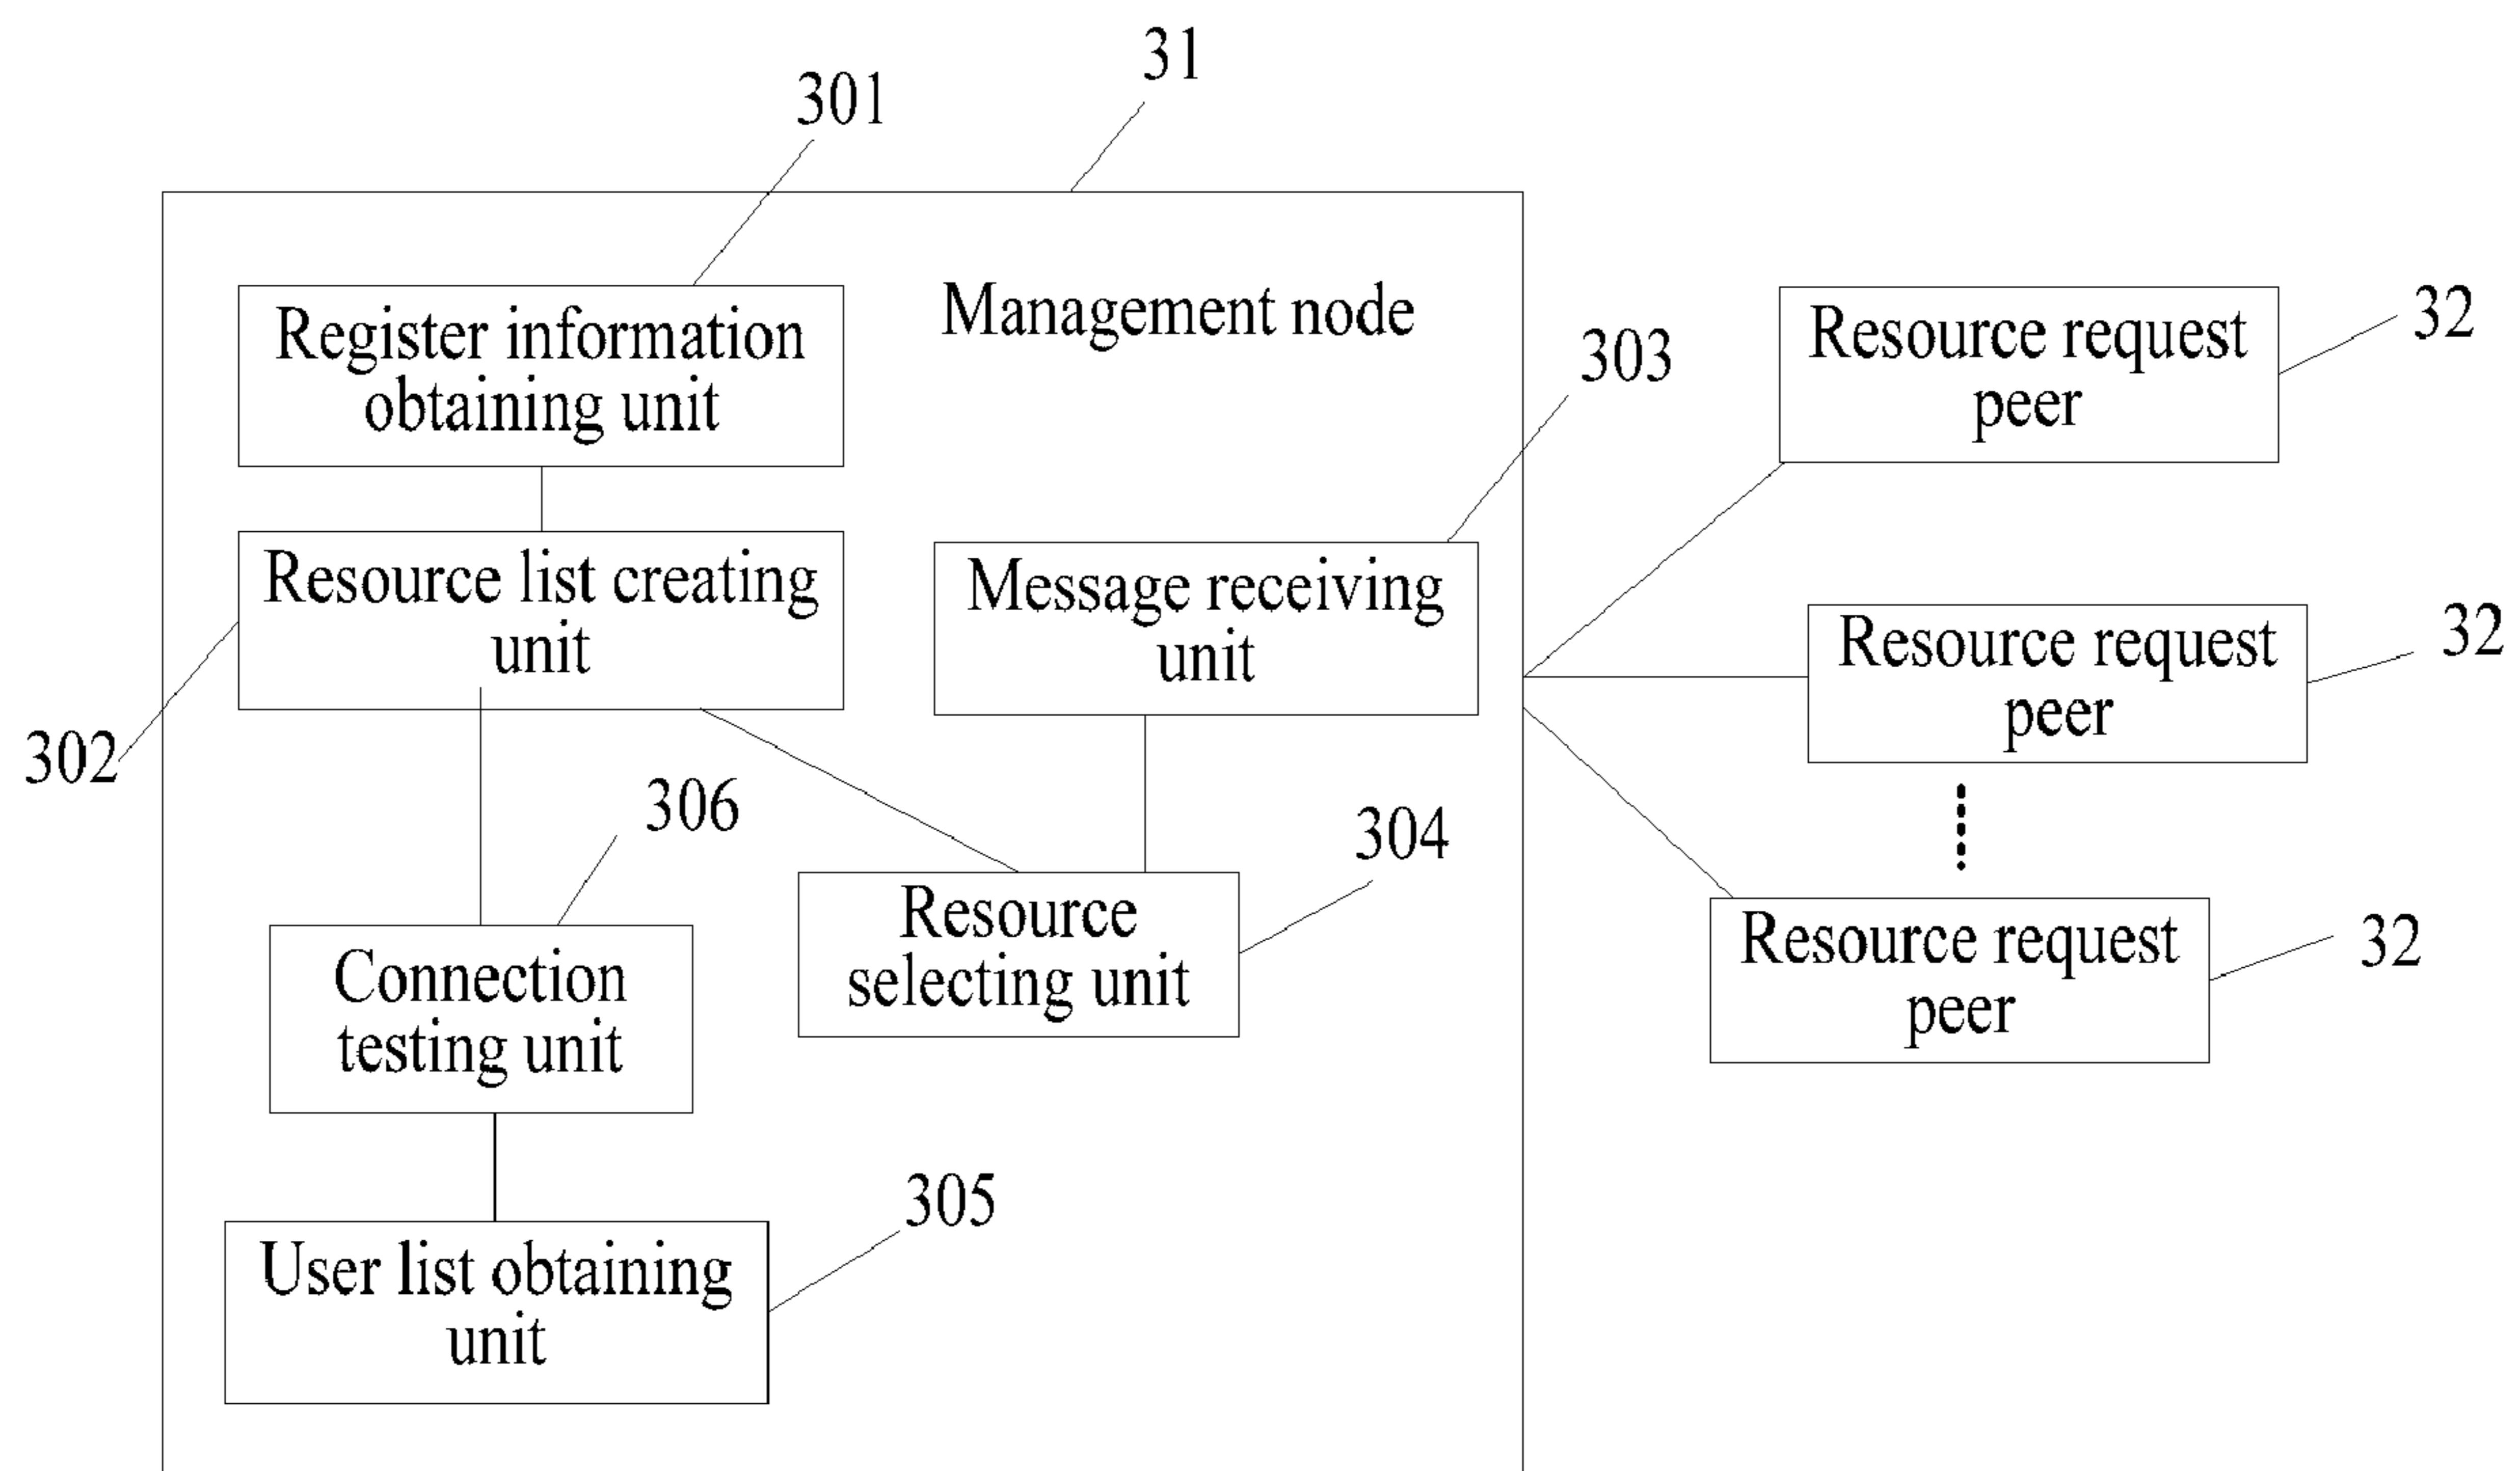 31
301
Management node
Register information
obtaining unit
303
Resource request
peer
32
Resource list creating
unit
302
Message receiving
unit
Resource request
peer
32
306
304
Connection
testing unit
Resource
selecting unit
Resource request
peer
32
305
User list obtaining
unit